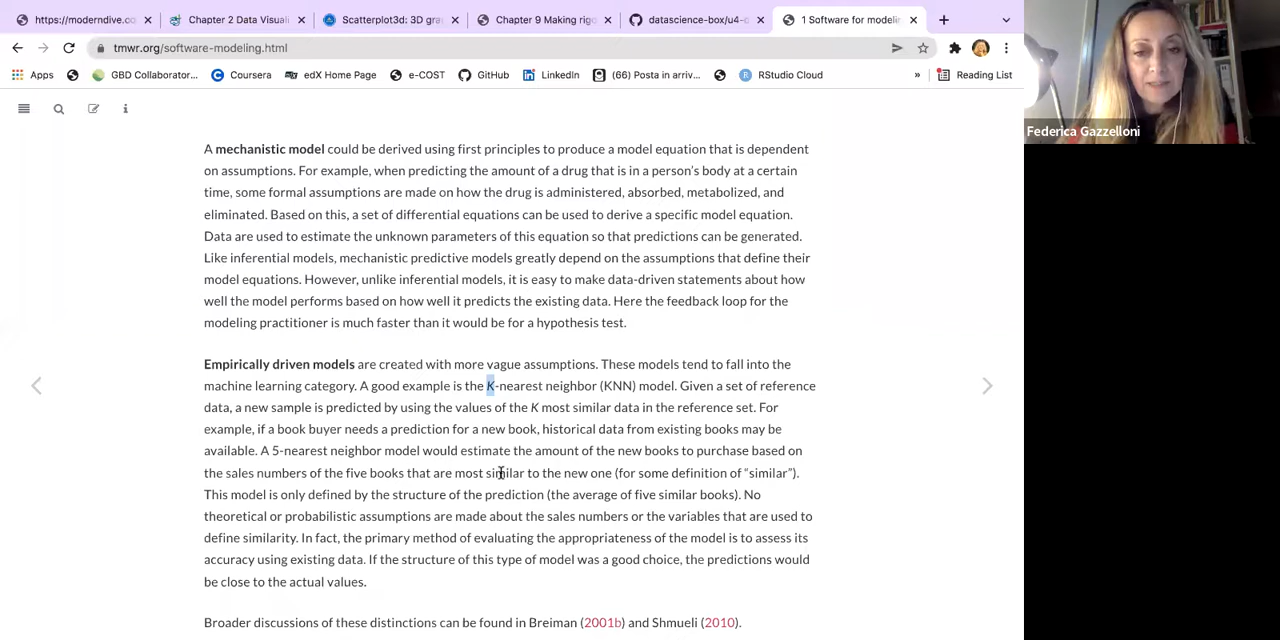 https://moderndive.co
Chapter 2 Data Visuali
Scatterplot3d: 3D gra
Chapter 9 Making rigo
datascience-box/u4-d
1 Software for modelin
tmwr.org/software-modeling.html
Apps
GBD Collaborator...
Coursera
edX Home Page
e-COST
GitHub
LinkedIn
(66) Posta in arriv...
RStudio Cloud
»
Reading List
Federica Gazzelloni
A mechanistic model could be derived using first principles to produce a model equation that is dependent
on assumptions. For example, when predicting the amount of a drug that is in a person's body at a certain
time, some formal assumptions are made on how the drug is administered, absorbed, metabolized, and
eliminated. Based on this, a set of differential equations can be used to derive a specific model equation.
Data are used to estimate the unknown parameters of this equation so that predictions can be generated.
Like inferential models, mechanistic predictive models greatly depend on the assumptions that define their
model equations. However, unlike inferential models, it is easy to make data-driven statements about how
well the model performs based on how well it predicts the existing data. Here the feedback loop for the
modeling practitioner is much faster than it would be for a hypothesis test.
Empirically driven models are created with more vague assumptions. These models tend to fall into the
machine learning category. A good example is the K-nearest neighbor (KNN) model. Given a set of reference
data, a new sample is predicted by using the values of the K most similar data in the reference set. For
example, if a book buyer needs a prediction for a new book, historical data from existing books may be
available. A 5-nearest neighbor model would estimate the amount of the new books to purchase based on
the sales numbers of the five books that are most similar to the new one (for some definition of “similar”).
This model is only defined by the structure of the prediction (the average of five similar books). No
theoretical or probabilistic assumptions are made about the sales numbers or the variables that are used to
define similarity. In fact, the primary method of evaluating the appropriateness of the model is to assess its
accuracy using existing data. If the structure of this type of model was a good choice, the predictions would
be close to the actual values.
Broader discussions of these distinctions can be found in Breiman (2001b) and Shmueli (2010).